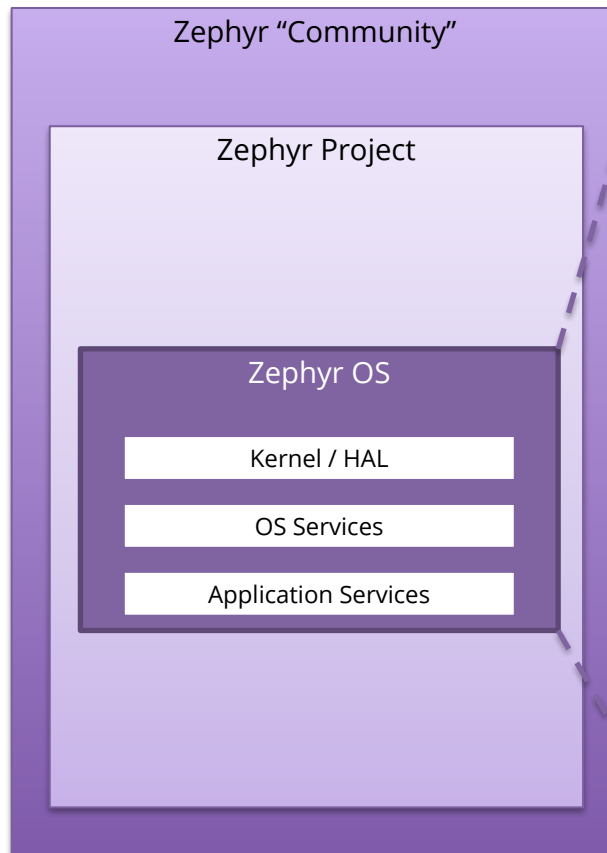 Zephyr “Community”
Zephyr Project
Zephyr OS
Kernel / HAL
OS Services
Application Services